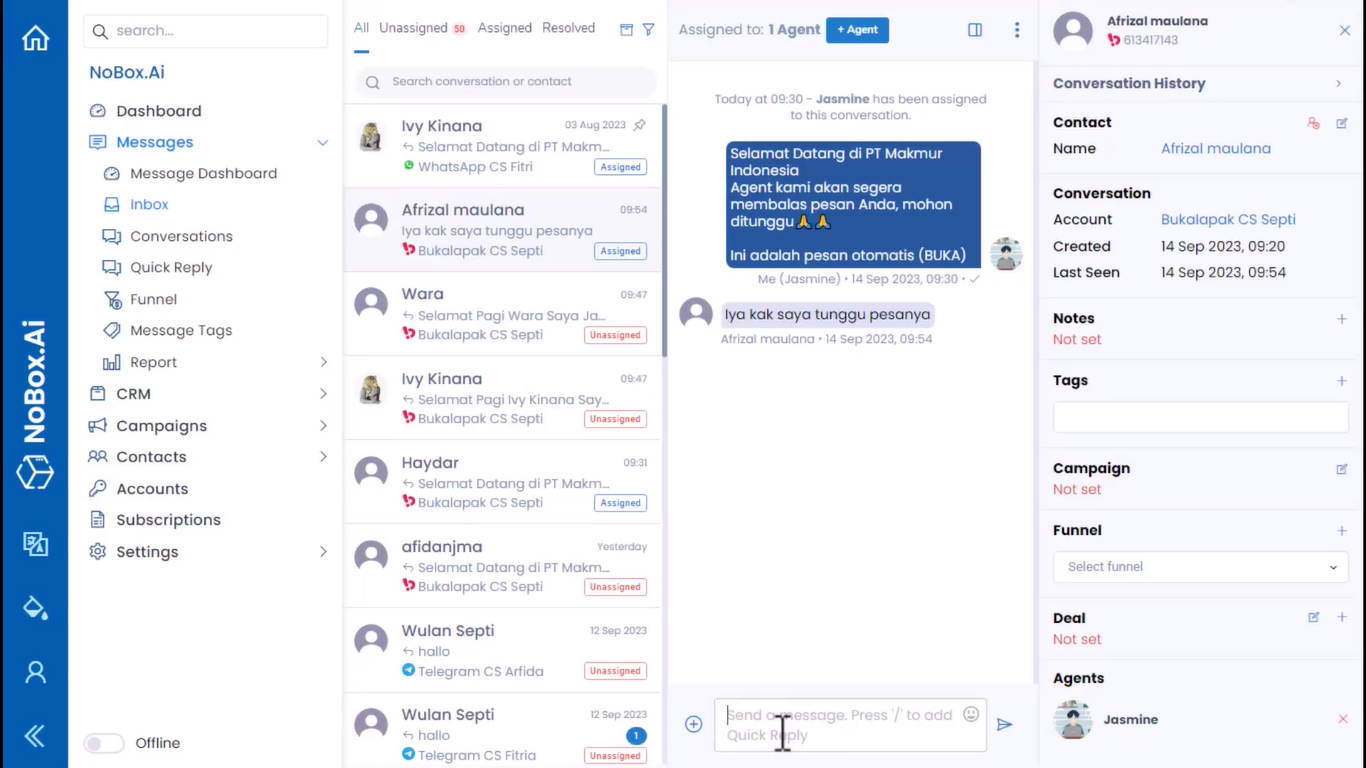 NoBox.Ai
search...
NoBox.Ai
Dashboard
Messages
Message Dashboard
Inbox
Conversations
Quick Reply
Funnel
Message Tags
Report
CRM
Campaigns
Contacts
Accounts
Subscriptions
Settings
Offline
All Unassigned 50 Assigned Resolved
Search conversation or contact
Ivy Kinana 03 Aug 2023
Selamat Datang di PT Makm...
WhatsApp CS Fitri Assigned
Afrizal maulana 09:54
Iya kak saya tunggu pesanya
Bukalapak CS Septi Assigned
Wara 09:47
Selamat Pagi Wara Saya Ja...
Bukalapak CS Septi Unassigned
Ivy Kinana 09:47
Selamat Pagi Ivy Kinana Say...
Bukalapak CS Septi Unassigned
Haydar 09:31
Selamat Datang di PT Makm...
Bukalapak CS Septi Assigned
afidanjma Yesterday
Selamat Datang di PT Makm...
Bukalapak CS Septi Unassigned
Wulan Septi 12 Sep 2023
hallo
Telegram CS Arfida Unassigned
Wulan Septi 12 Sep 2023
hallo 1
Telegram CS Fitria Unassigned
Assigned to: 1 Agent + Agent
Today at 09:30 - Jasmine has been assigned
to this conversation.
Selamat Datang di PT Makmur
Indonesia
Agent kami akan segera
membalas pesan Anda, mohon
ditunggu🙏🙏
Ini adalah pesan otomatis (BUKA)
Me (Jasmine) • 14 Sep 2023, 09:30 •
Iya kak saya tunggu pesanya
Afrizal maulana • 14 Sep 2023, 09:54
Send a message. Press '/' to add
Quick Reply
Afrizal maulana
613417143
Conversation History
Contact
Name Afrizal maulana
Conversation
Account Bukalapak CS Septi
Created 14 Sep 2023, 09:20
Last Seen 14 Sep 2023, 09:54
Notes
Not set
Tags
Campaign
Not set
Funnel
Select funnel
Deal
Not set
Agents
Jasmine